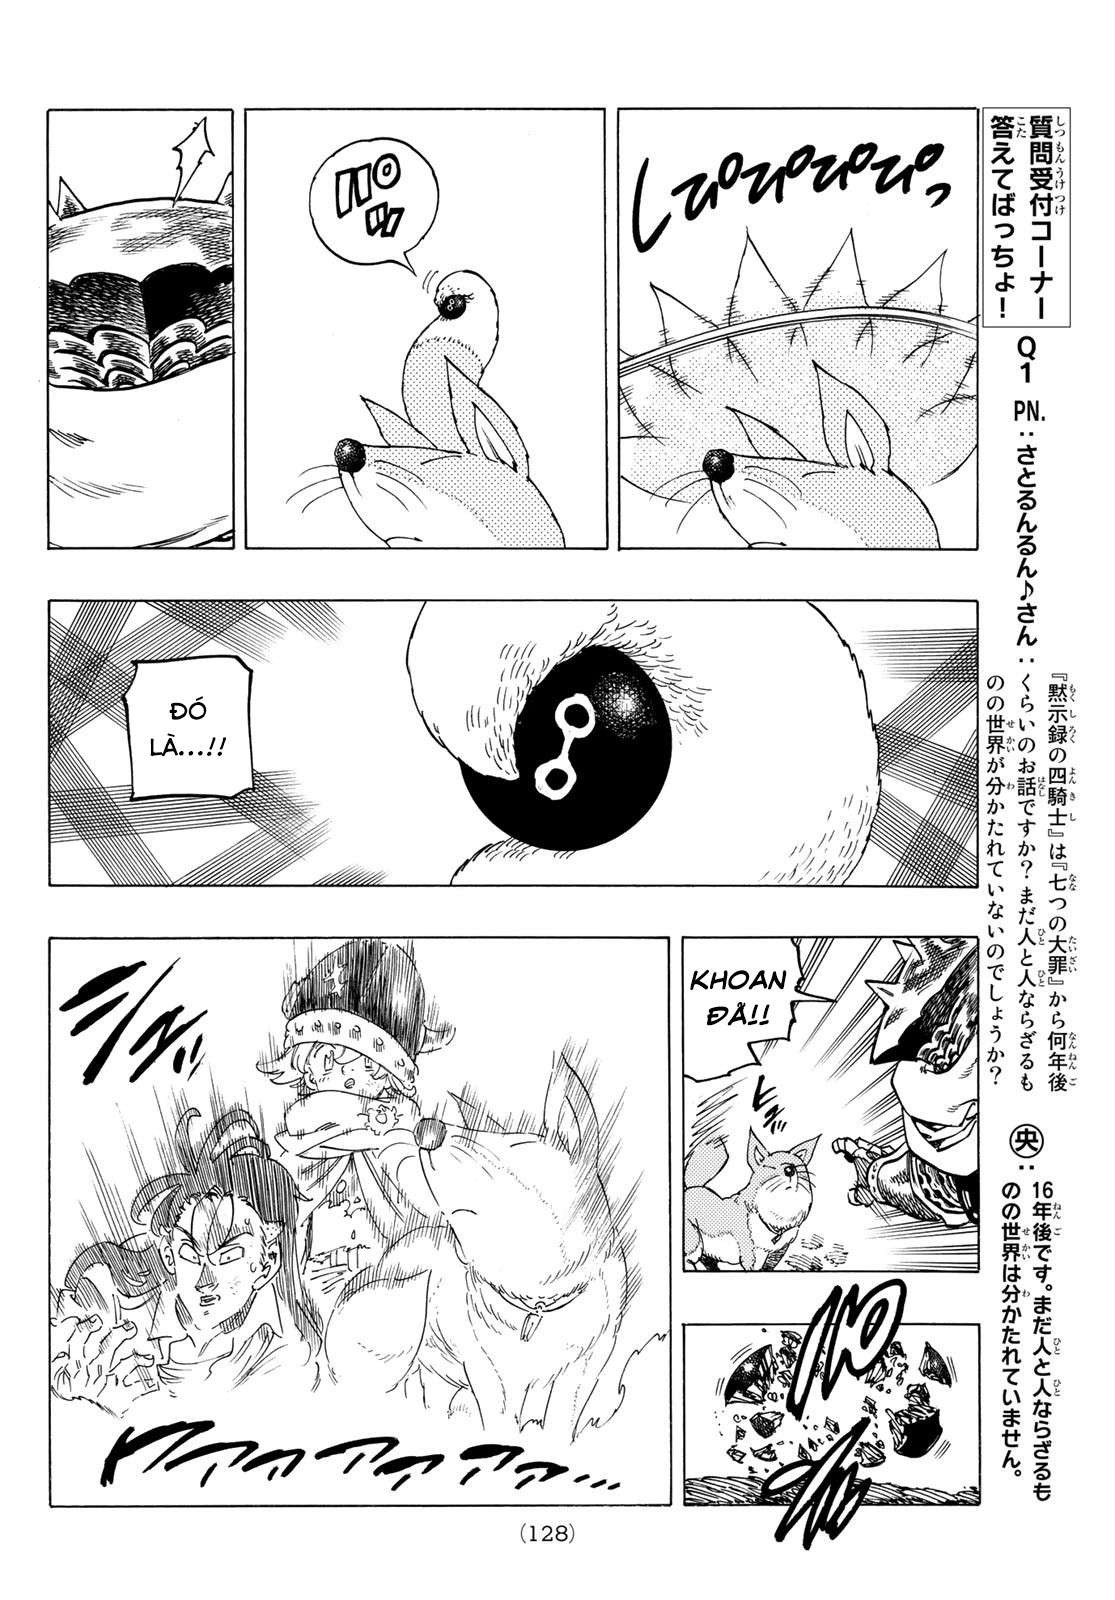 質問受付コーナー
答えてばっちょ！
Q1 PN.：さとるんるん♪さん：
『黙示録の四騎士』は『七つの大罪』から何年後
くらいのお話ですか？まだ人と人ならざるも
のの世界が分かたれていないのでしょうか？
㊥：16年後です。まだ人と人ならざるも
のの世界は分かたれていません。
ぴぴぴぴっ
パカッ
ĐÓ
LÀ...!!
KHOAN
ĐÃ!!
(128)